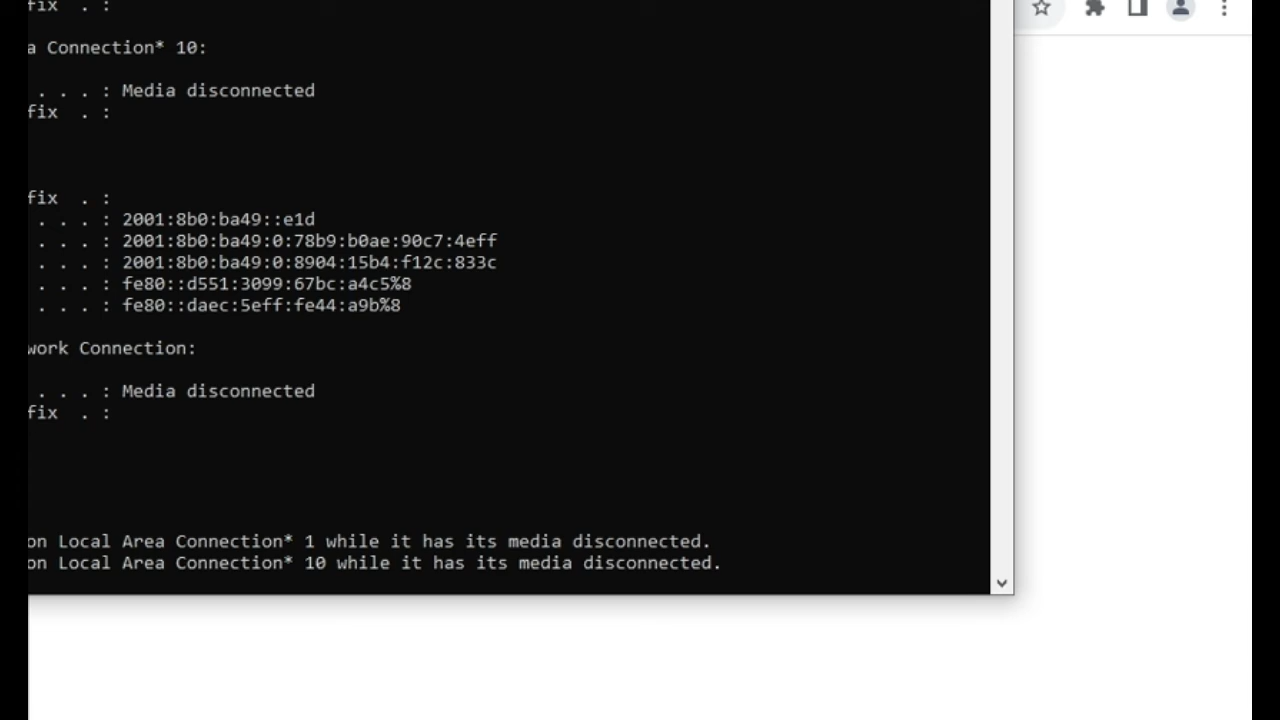 fix  . :
a Connection* 10:
. . . : Media disconnected
fix  . :
fix  . :
. . . : 2001:8b0:ba49::e1d
. . . : 2001:8b0:ba49:0:78b9:b0ae:90c7:4eff
. . . : 2001:8b0:ba49:0:8904:15b4:f12c:833c
. . . : fe80::d551:3099:67bc:a4c5%8
. . . : fe80::daec:5eff:fe44:a9b%8
work Connection:
. . . : Media disconnected
fix  . :
on Local Area Connection* 1 while it has its media disconnected.
on Local Area Connection* 10 while it has its media disconnected.